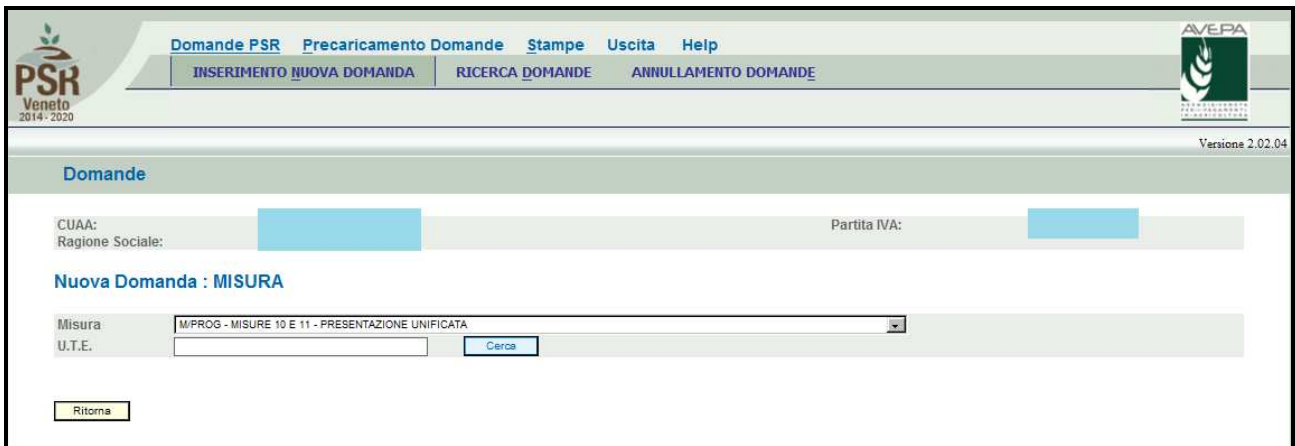 AVEPA
Domande PSR Precaricamento Domande Stampe Uscita Help
INSERIMENTO NUOVA DOMANDA RICERCA DOMANDE ANNULLAMENTO DOMANDE
PSR
Veneto
2014 - 2020
Versione 2.02.04
Domande
CUAA: Partita IVA:
Ragione Sociale:
Nuova Domanda : MISURA
Misura M/PROG - MISURE 10 E 11 - PRESENTAZIONE UNIFICATA
U.T.E. Cerca
Ritorna